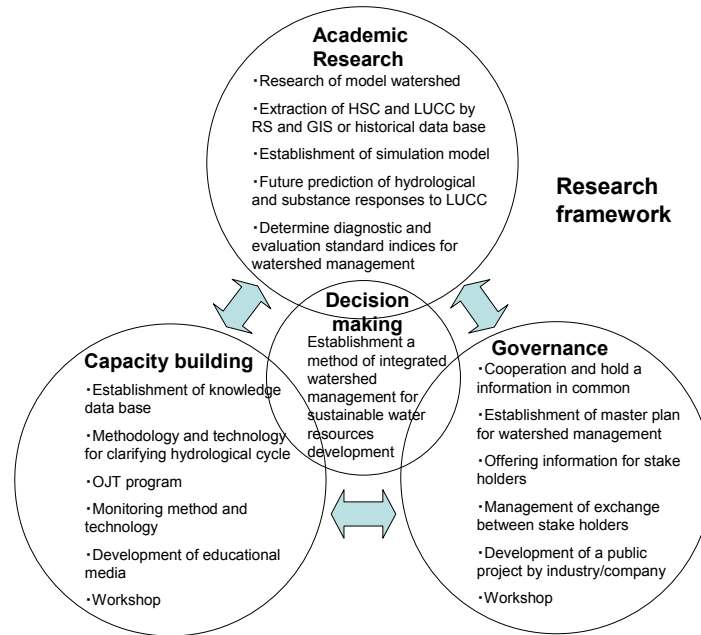 Academic
Research
・Research of model watershed
・Extraction of HSC and LUCC by
RS and GIS or historical data base
・Establishment of simulation model
・Future prediction of hydrological
and substance responses to LUCC
・Determine diagnostic and
evaluation standard indices for
watershed management
Research
framework
Decision
making
Establishment a
method of integrated
watershed
management for
sustainable water
resources
development
Capacity building
・Establishment of knowledge
data base
・Methodology and technology
for clarifying hydrological cycle
・OJT program
・Monitoring method and
technology
・Development of educational
media
・Workshop
Governance
・Cooperation and hold a
information in common
・Establishment of master plan
for watershed management
・Offering information for stake
holders
・Management of exchange
between stake holders
・Development of a public
project by industry/company
・Workshop